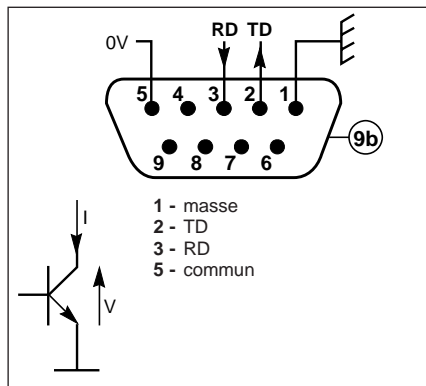 0V RD TD
5 4 3 2 1
9 8 7 6
9b
1 - masse
2 - TD
3 - RD
5 - commun
I
V